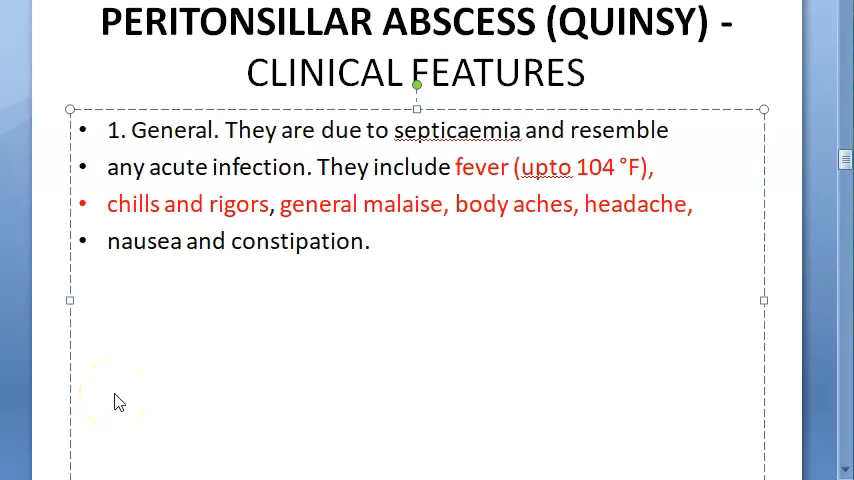 PERITONSILLAR ABSCESS (QUINSY) -
CLINICAL FEATURES
• 1. General. They are due to septicaemia and resemble
• any acute infection. They include fever (upto 104 °F),
• chills and rigors, general malaise, body aches, headache,
• nausea and constipation.